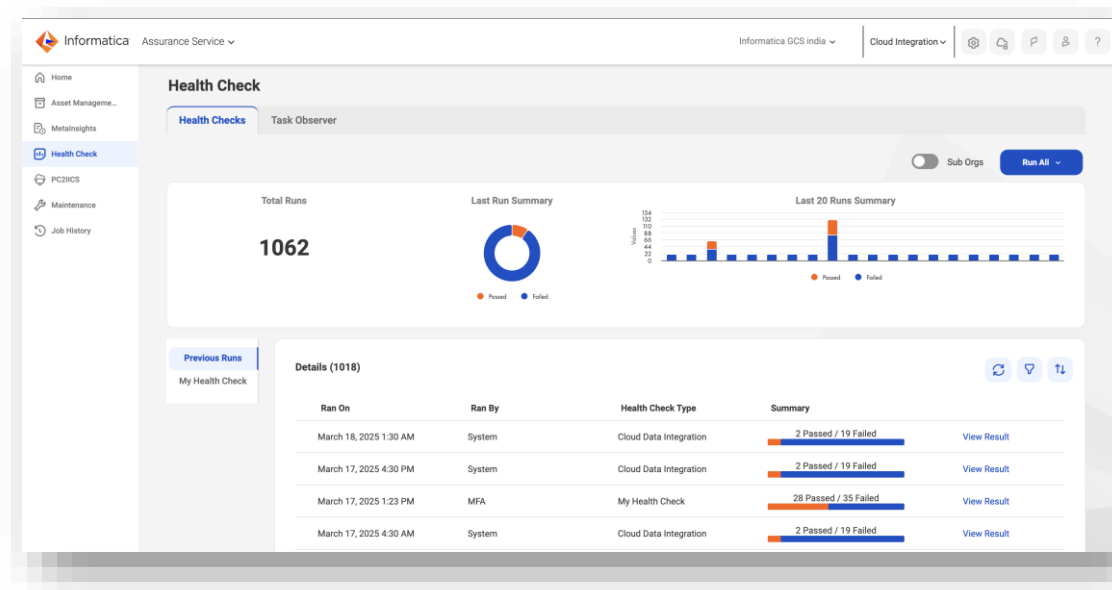 Informatica Assurance Service Informatica GCS india Cloud Integration ?
Home
Asset Manageme...
MetaInsights
Health Check
PC2IICS
Maintenance
Job History
Health Check
Health Checks Task Observer
Sub Orgs Run All
Total Runs Last Run Summary Last 20 Runs Summary
1062
Passed Failed
Values
154
132
110
88
66
44
22
0
Passed Failed
Previous Runs
My Health Check
Details (1018)
Ran On Ran By Health Check Type Summary
March 18, 2025 1:30 AM System Cloud Data Integration 2 Passed / 19 Failed View Result
March 17, 2025 4:30 PM System Cloud Data Integration 2 Passed / 19 Failed View Result
March 17, 2025 1:23 PM MFA My Health Check 28 Passed / 35 Failed View Result
March 17, 2025 4:30 AM System Cloud Data Integration 2 Passed / 19 Failed View Result